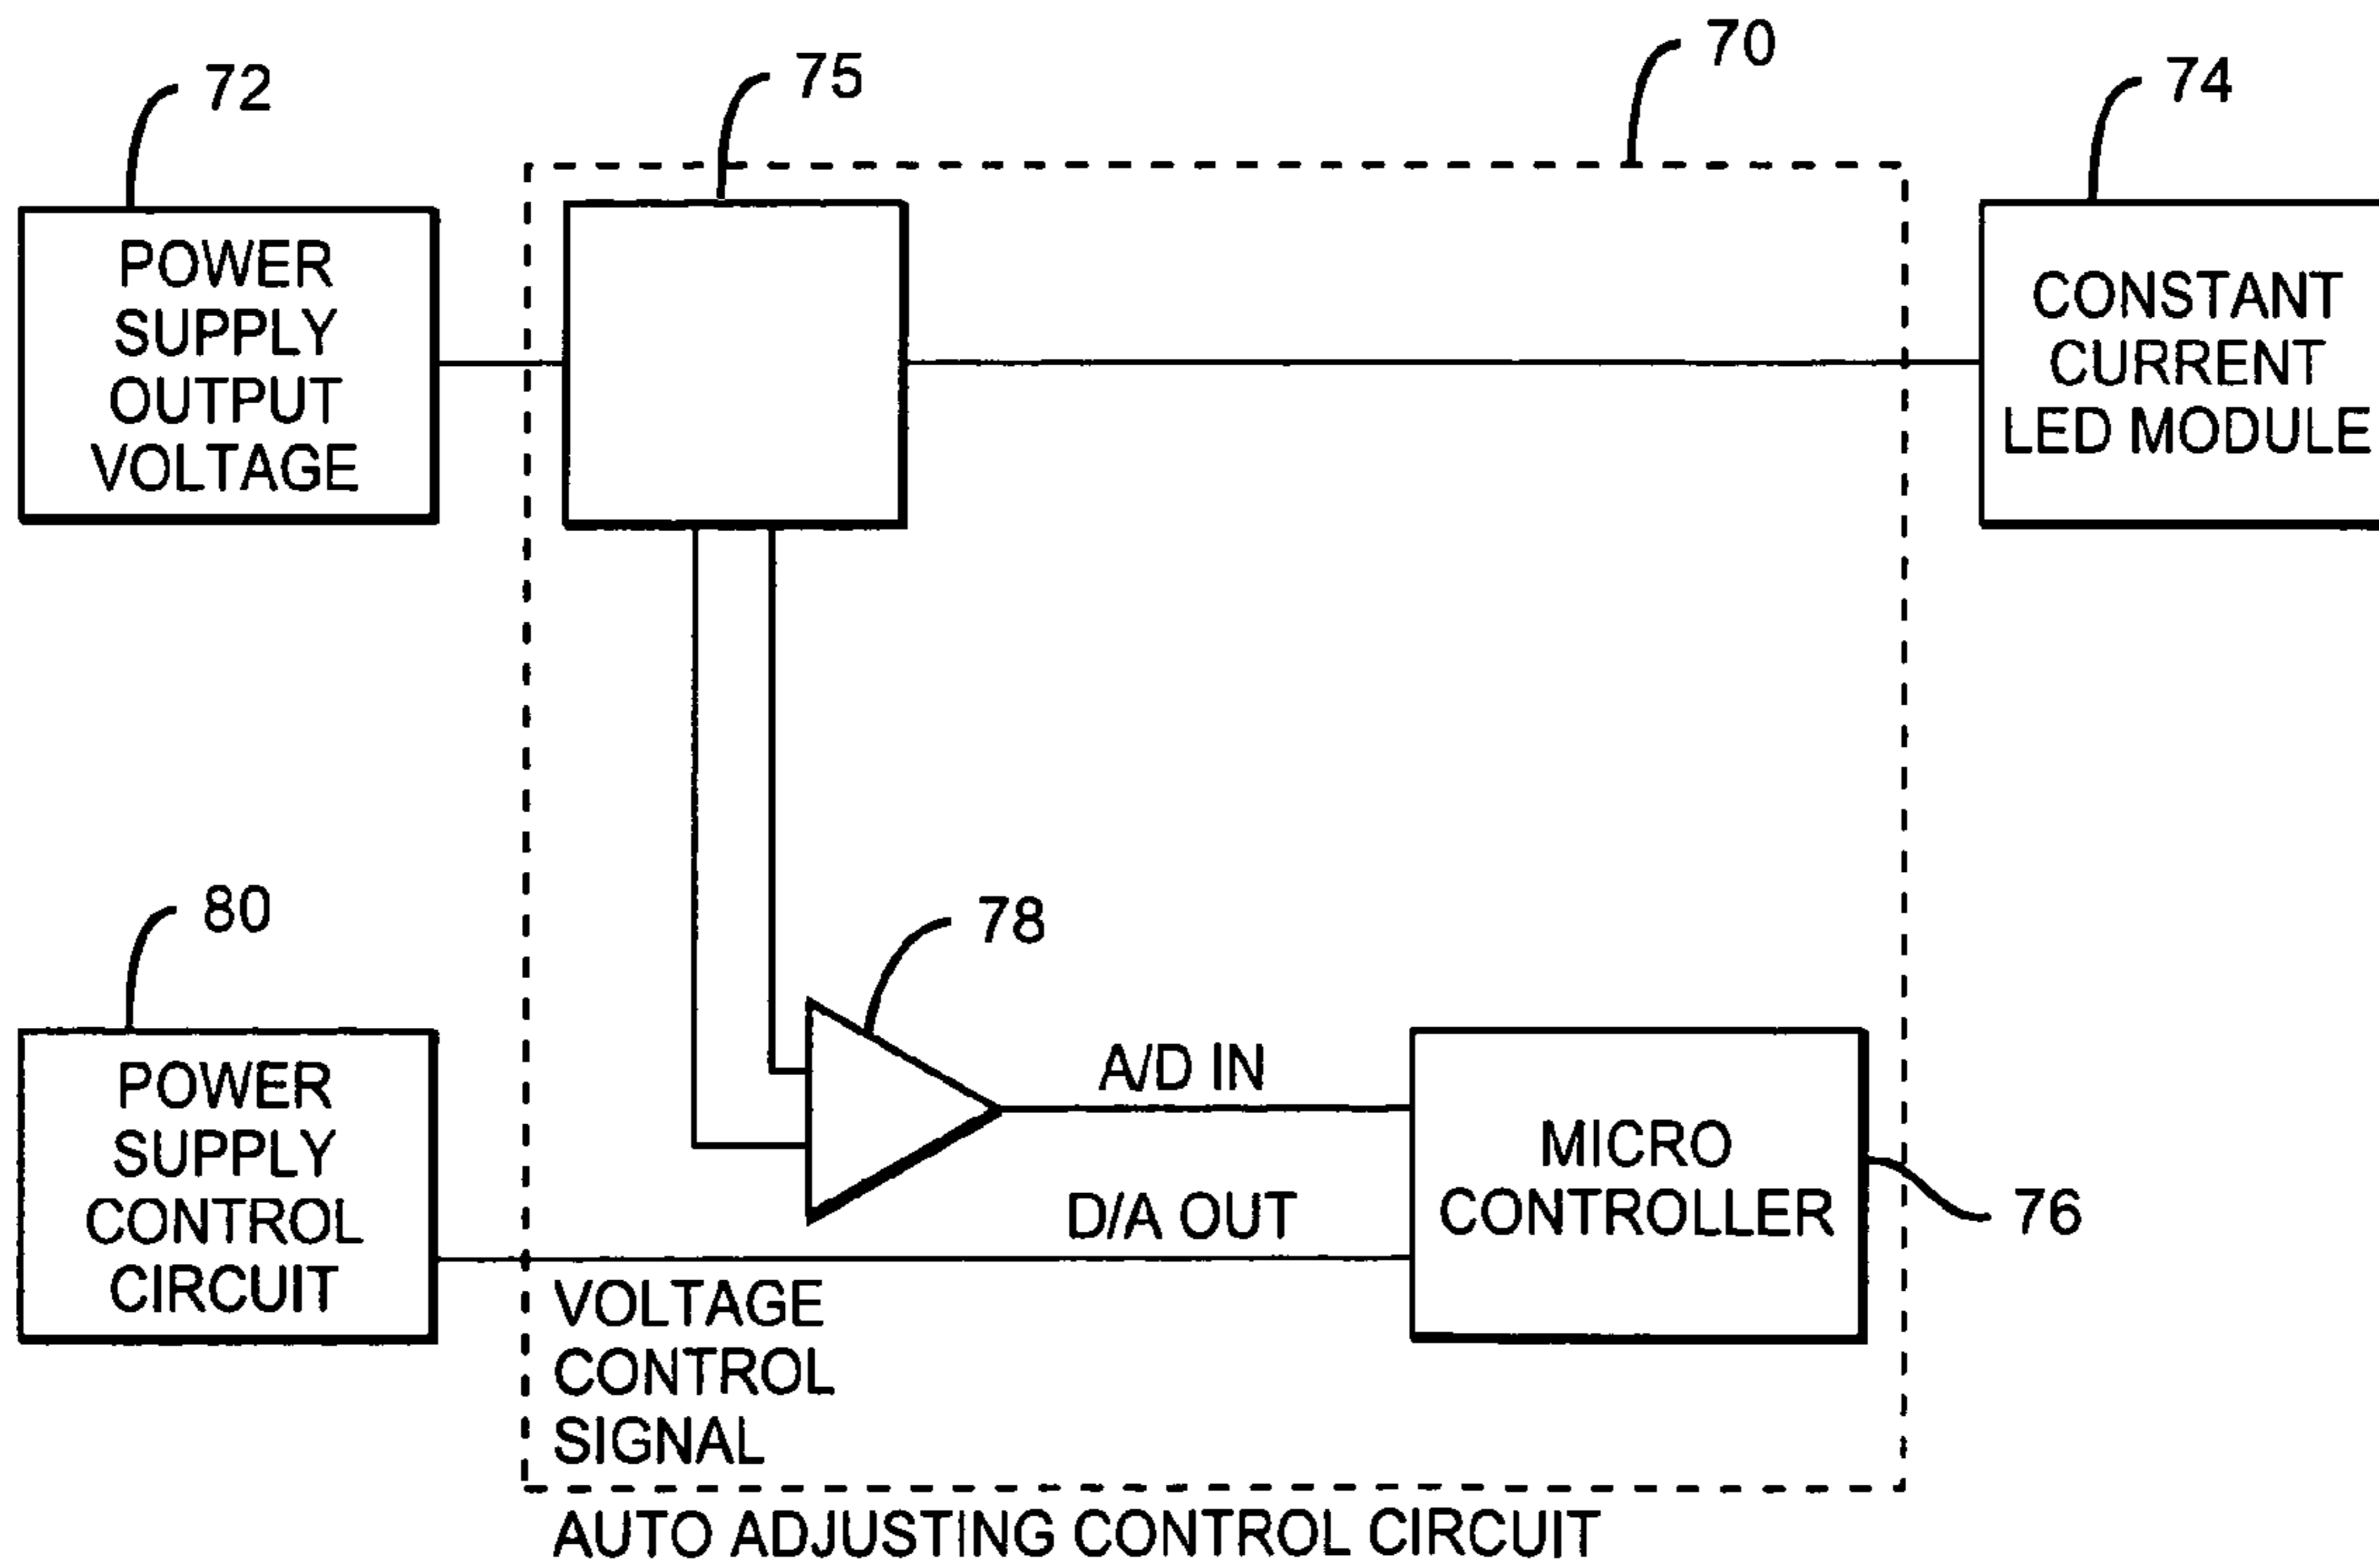 72
75
70
74
POWER
SUPPLY
OUTPUT
VOLTAGE
CONSTANT
CURRENT
LED MODULE
80
78
POWER
SUPPLY
CONTROL
CIRCUIT
A/D IN
D/A OUT
MICRO
CONTROLLER
76
VOLTAGE
CONTROL
SIGNAL
AUTO ADJUSTING CONTROL CIRCUIT